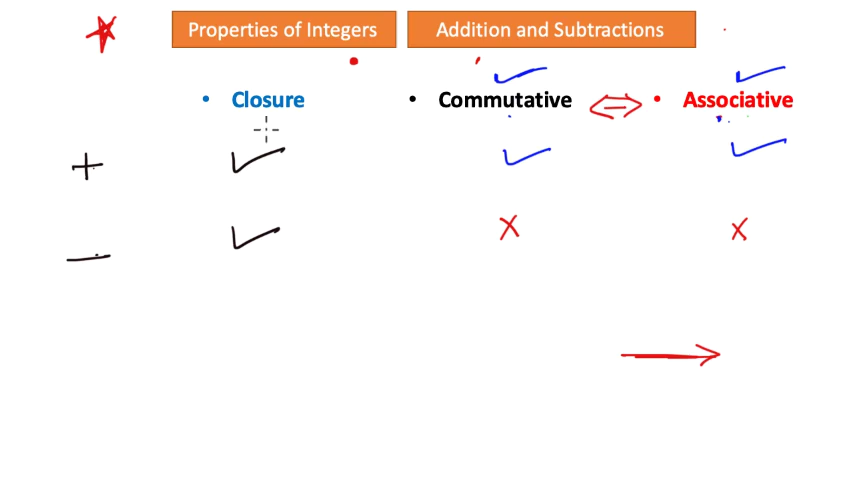 Properties of Integers
Addition and Subtractions
• Closure
• Commutative
• Associative
+ ✓ ✓ ✓
– ✓ X X